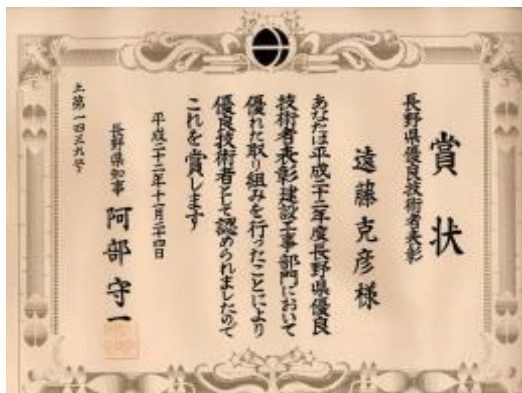 賞状
長野県優良技術者表彰
遠藤克彦様
あなたは平成二十二年度長野県優良
技術者表彰建設工事部門において
優れた取り組みを行ったことにより
優良技術者として認められましたので
これを賞します
平成二十二年十一月二十四日
長野県知事 阿部守一